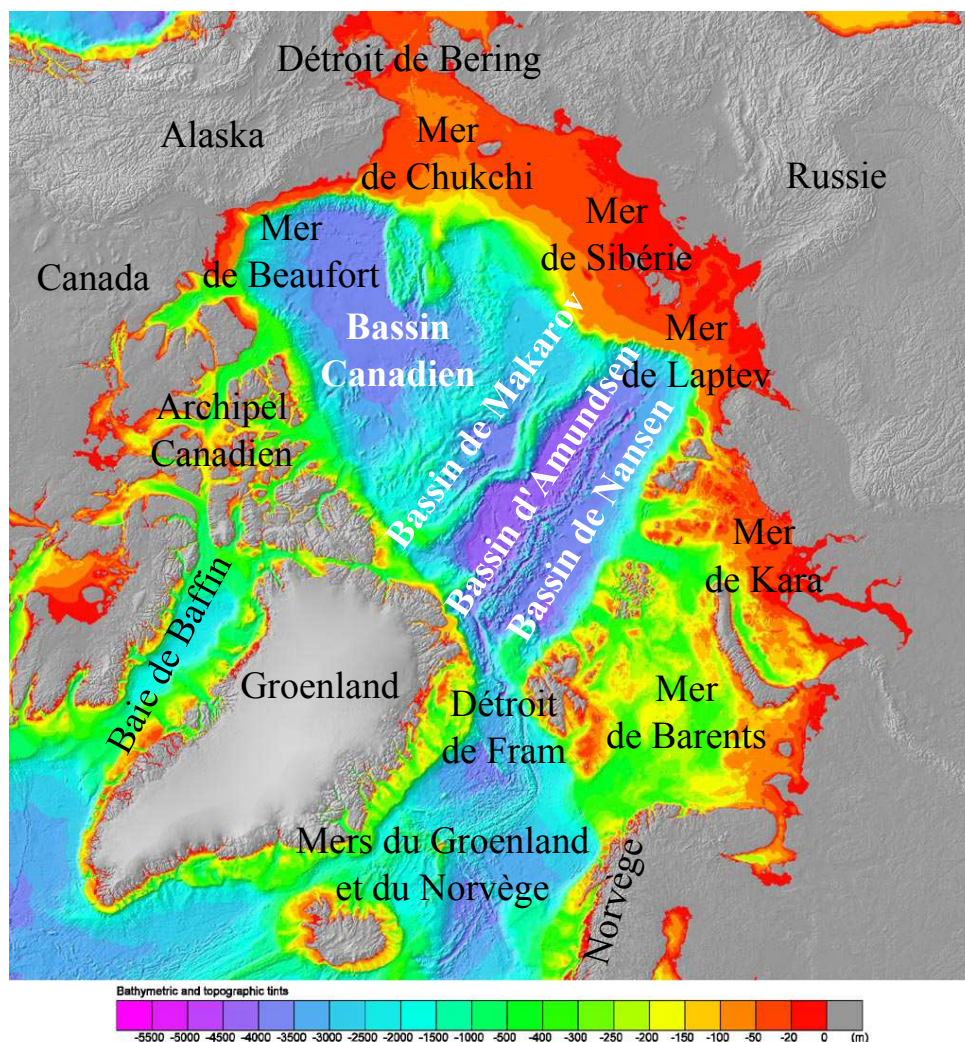 Détroit de Bering
Alaska
Mer
de Chukchi
Russie
Mer
de Sibérie
Mer
de Beaufort
Canada
Bassin
Canadien
Mer
de Laptev
Bassin de Makarov
Bassin d'Amundsen
Bassin de Nansen
Archipel
Canadien
Mer
de Kara
Baie de Baffin
Groenland
Détroit
de Fram
Mer
de Barents
Mers du Groenland
et du Norvège
Norvège
Bathymetric and topographic tints
-5500 -5000 -4500 -4000 -3500 -3000 -2500 -2000 -1500 -1000 -500 -400 -300 -200 -150 -100 -50 -20 0 (m)